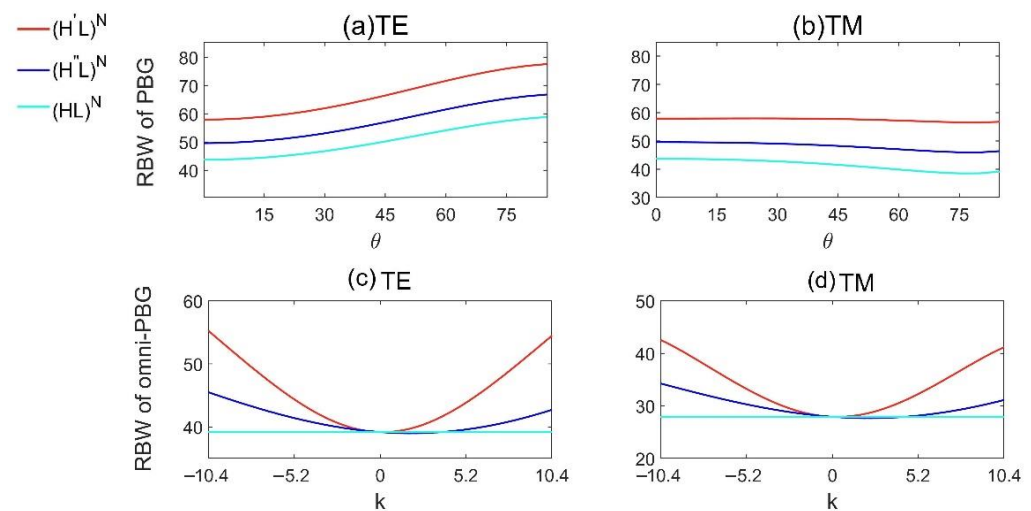 (H'L)^N
(H"L)^N
(HL)^N
(a)TE
RBW of PBG
80
70
60
50
40
15 30 45 60 75
θ
(b)TM
80
70
60
50
40
30
0 15 30 45 60 75
θ
(c) TE
RBW of omni-PBG
60
50
40
−10.4 −5.2 0 5.2 10.4
k
(d) TM
50
40
30
20
−10.4 −5.2 0 5.2 10.4
k